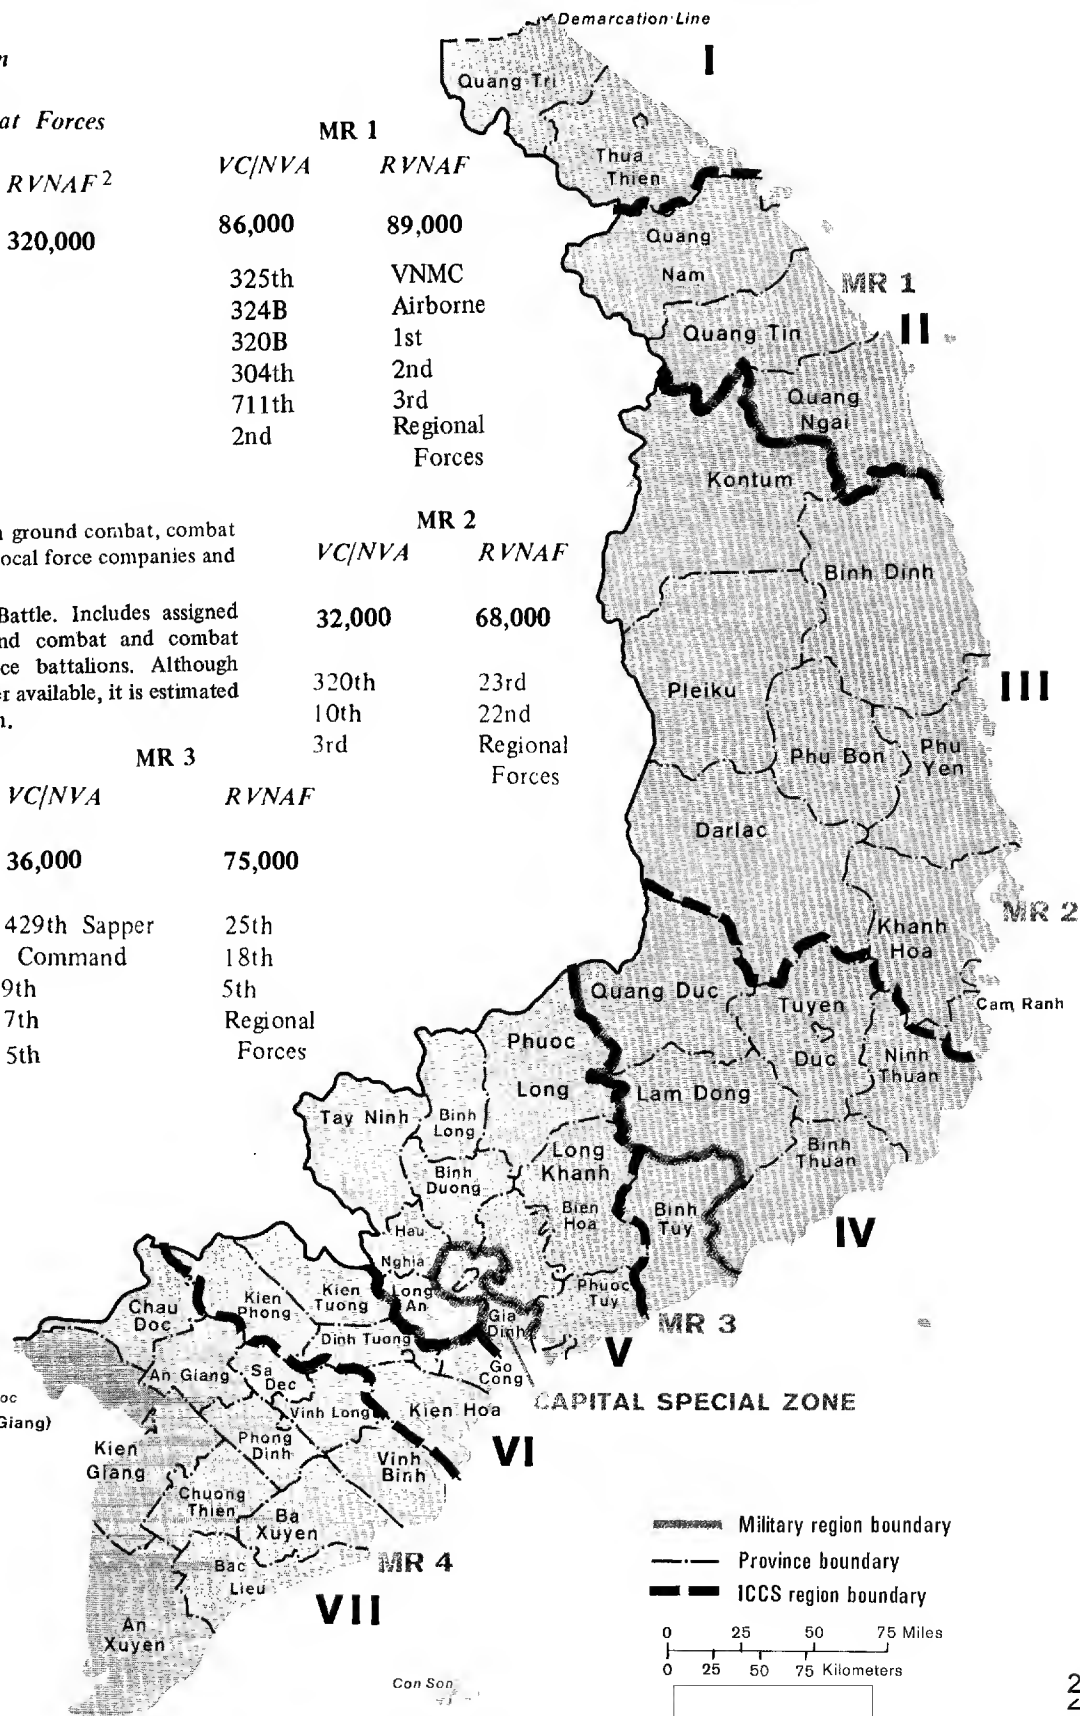 n
at Forces
RVNAF2
320,000
MR 1
VC/NVA RVNAF
86,000 89,000
325th VNMC
324B Airborne
320B 1st
304th 2nd
711th 3rd
2nd Regional
Forces
n ground combat, combat
local force companies and
Battle. Includes assigned
nd combat and combat
ce battalions. Although
er available, it is estimated
n.
MR 2
VC/NVA RVNAF
32,000 68,000
320th 23rd
10th 22nd
3rd Regional
Forces
MR 3
VC/NVA RVNAF
36,000 75,000
429th Sapper 25th
Command 18th
9th 5th
7th Regional
5th Forces
Demarcation Line
I
Quang Tri
Thua
Thien
Quang
Nam
MR 1
II
Quang Tin
Quang
Ngai
Kontum
Binh Dinh
III
Pleiku
Phu Bon
Phu
Yen
Darlac
MR 2
Khanh
Hoa
Cam Ranh
Quang Duc
Tuyen
Duc
Ninh
Thuan
Phuoc
Long
Lam Dong
Tay Ninh
Binh
Long
Binh
Thuan
Long
Khanh
Binh
Duong
Bien
Hoa
Binh
Tuy
IV
Hau
Nghia
Long
An
Phuoc
Tuy
Gia
Dinh
MR 3
V
Kien
Phong
Kien
Tuong
Chau
Doc
Dinh Tuong
Go
Cong
CAPITAL SPECIAL ZONE
An Giang
Sa
Dec
Vinh Long
Kien Hoa
oc
Giang)
Kien
Giang
Phong
Dinh
Vinh
Binh
VI
Chuong
Thien
Ba
Xuyen
MR 4
Bac
Lieu
VII
An
Xuyen
Con Son
Military region boundary
Province boundary
ICCS region boundary
0 25 50 75 Miles
0 25 50 75 Kilometers
2